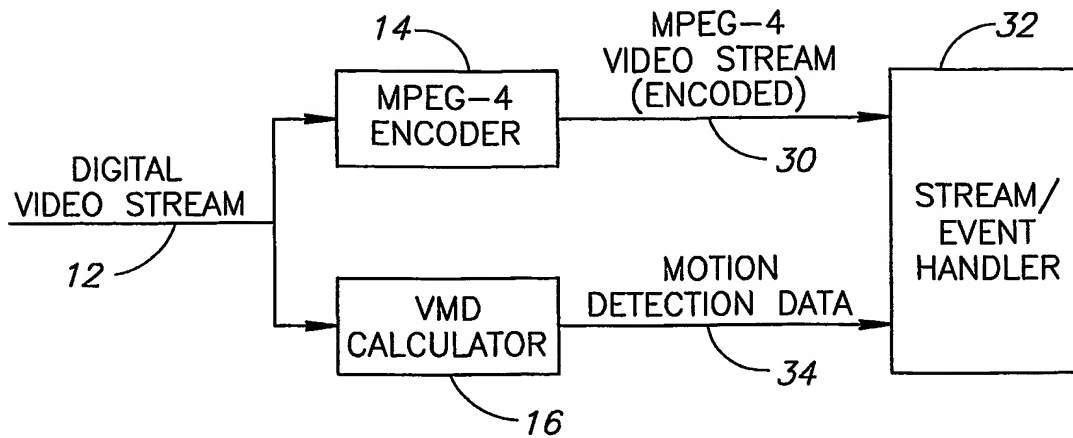 14
MPEG-4
ENCODER
MPEG-4
VIDEO STREAM
(ENCODED)
30
32
DIGITAL
VIDEO STREAM
12
STREAM/
EVENT
HANDLER
VMD
CALCULATOR
16
MOTION
DETECTION DATA
34